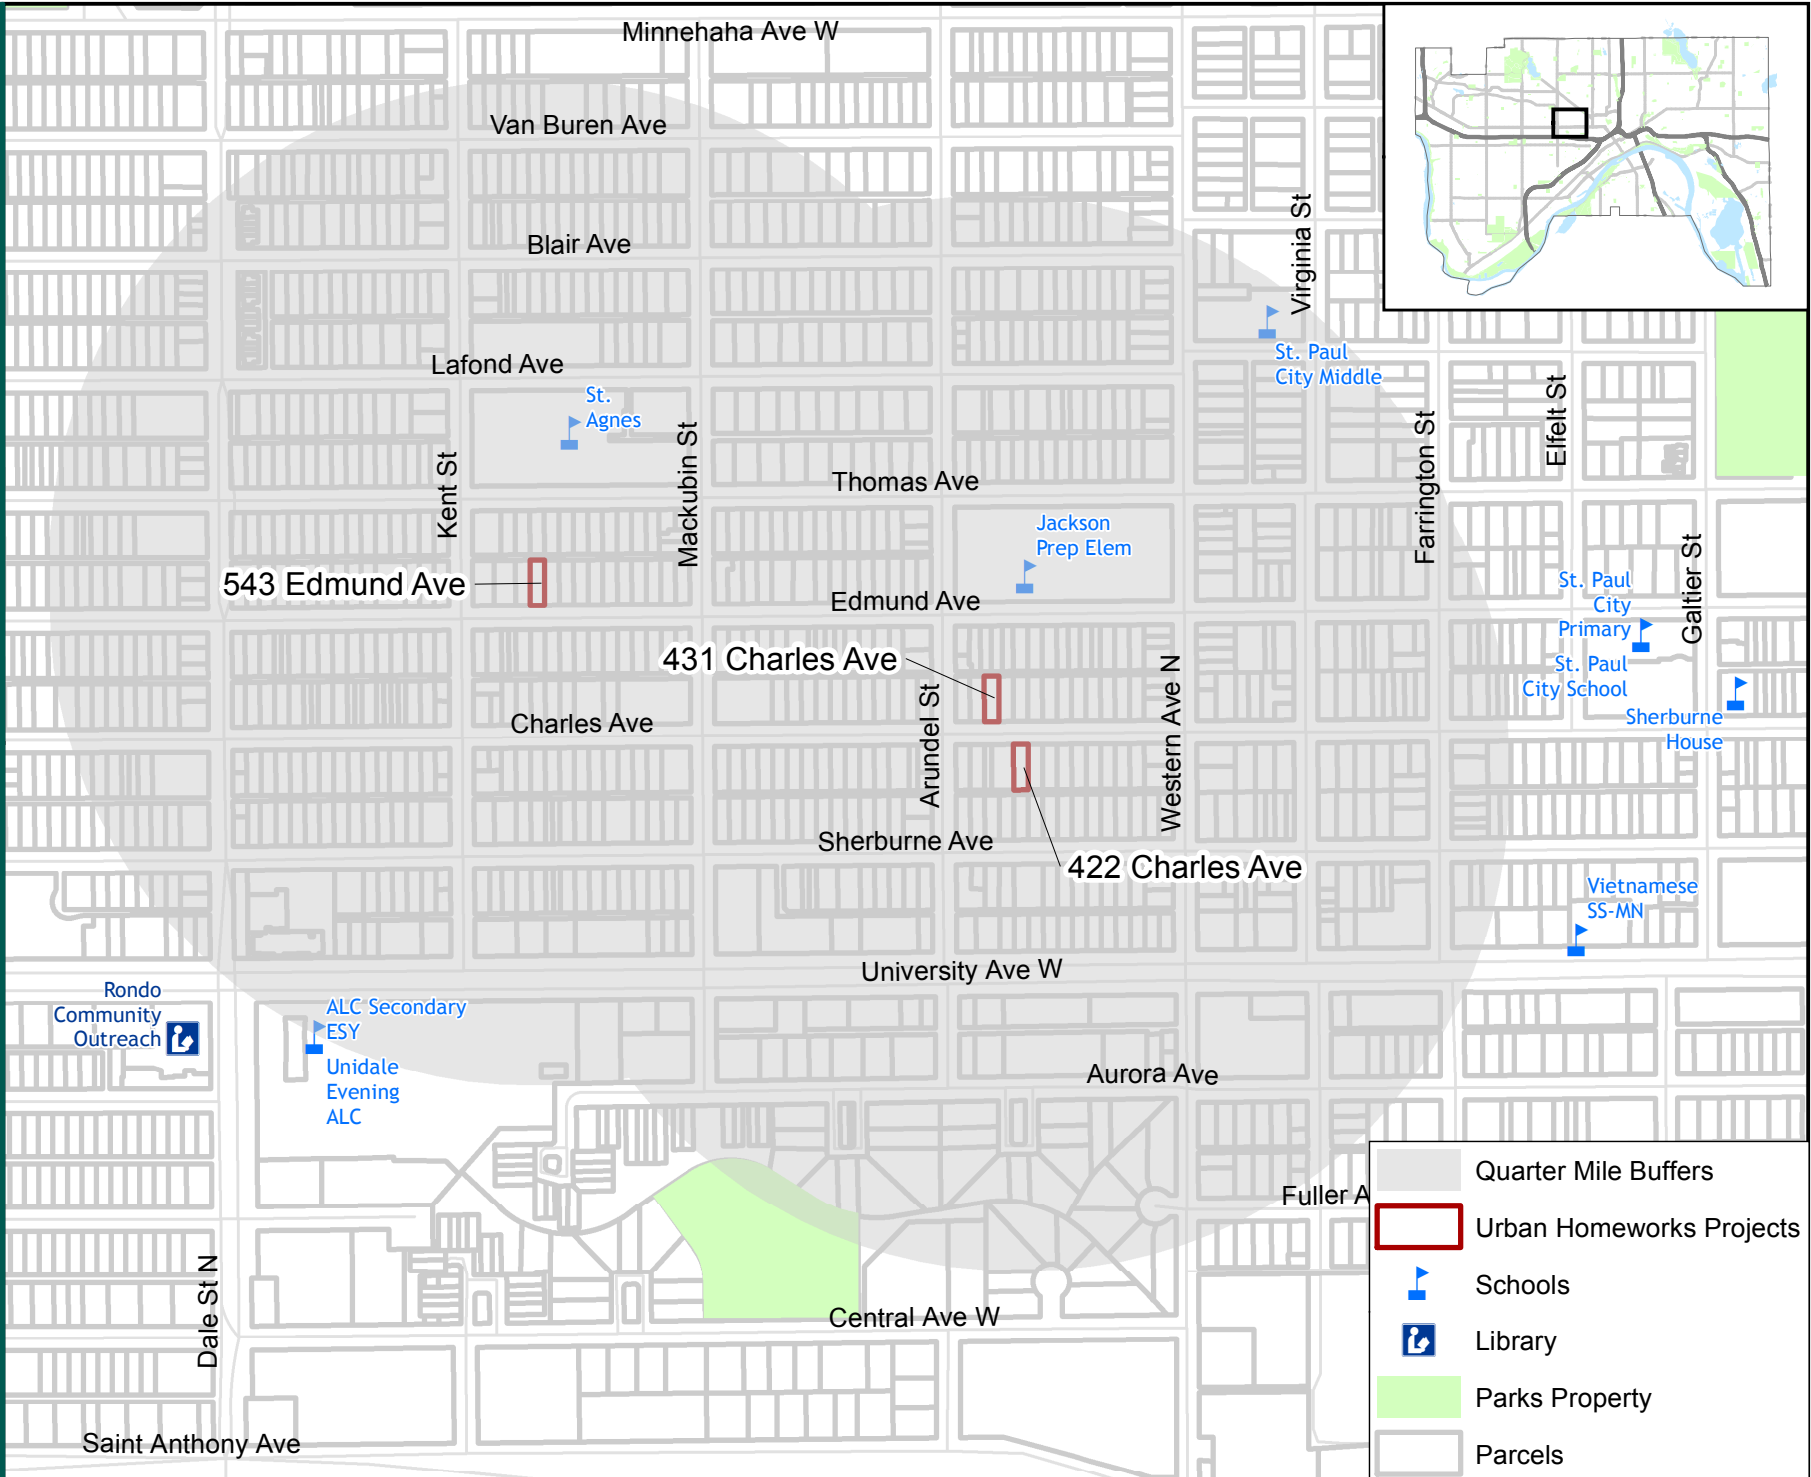 Minnehaha Ave W
Van Buren Ave
Virginia St
Blair Ave
St. Paul
City Middle
Lafond Ave
St.
Agnes
Elfelt St
Farrington St
Mackubin St
Kent St
Thomas Ave
Jackson
Prep Elem
Galtier St
543 Edmund Ave
Edmund Ave
St. Paul
City
Primary
431 Charles Ave
St. Paul
City School
Western Ave N
Arundel St
Charles Ave
Sherburne
House
Sherburne Ave
422 Charles Ave
Vietnamese
SS-MN
University Ave W
Rondo
Community
Outreach
ALC Secondary
ESY
Unidale
Evening
ALC
Aurora Ave
Fuller A
Dale St N
Central Ave W
Saint Anthony Ave
Quarter Mile Buffers
Urban Homeworks Projects
Schools
Library
Parks Property
Parcels